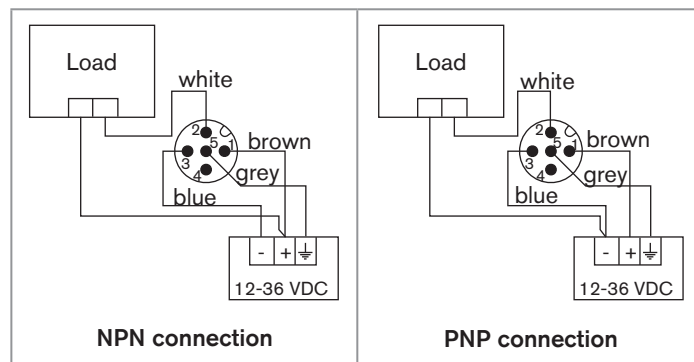 Load
white
2
5
1
brown
3
grey
4
blue
- +
12-36 VDC
NPN connection
Load
white
2
5
1
brown
3
grey
4
blue
- +
12-36 VDC
PNP connection